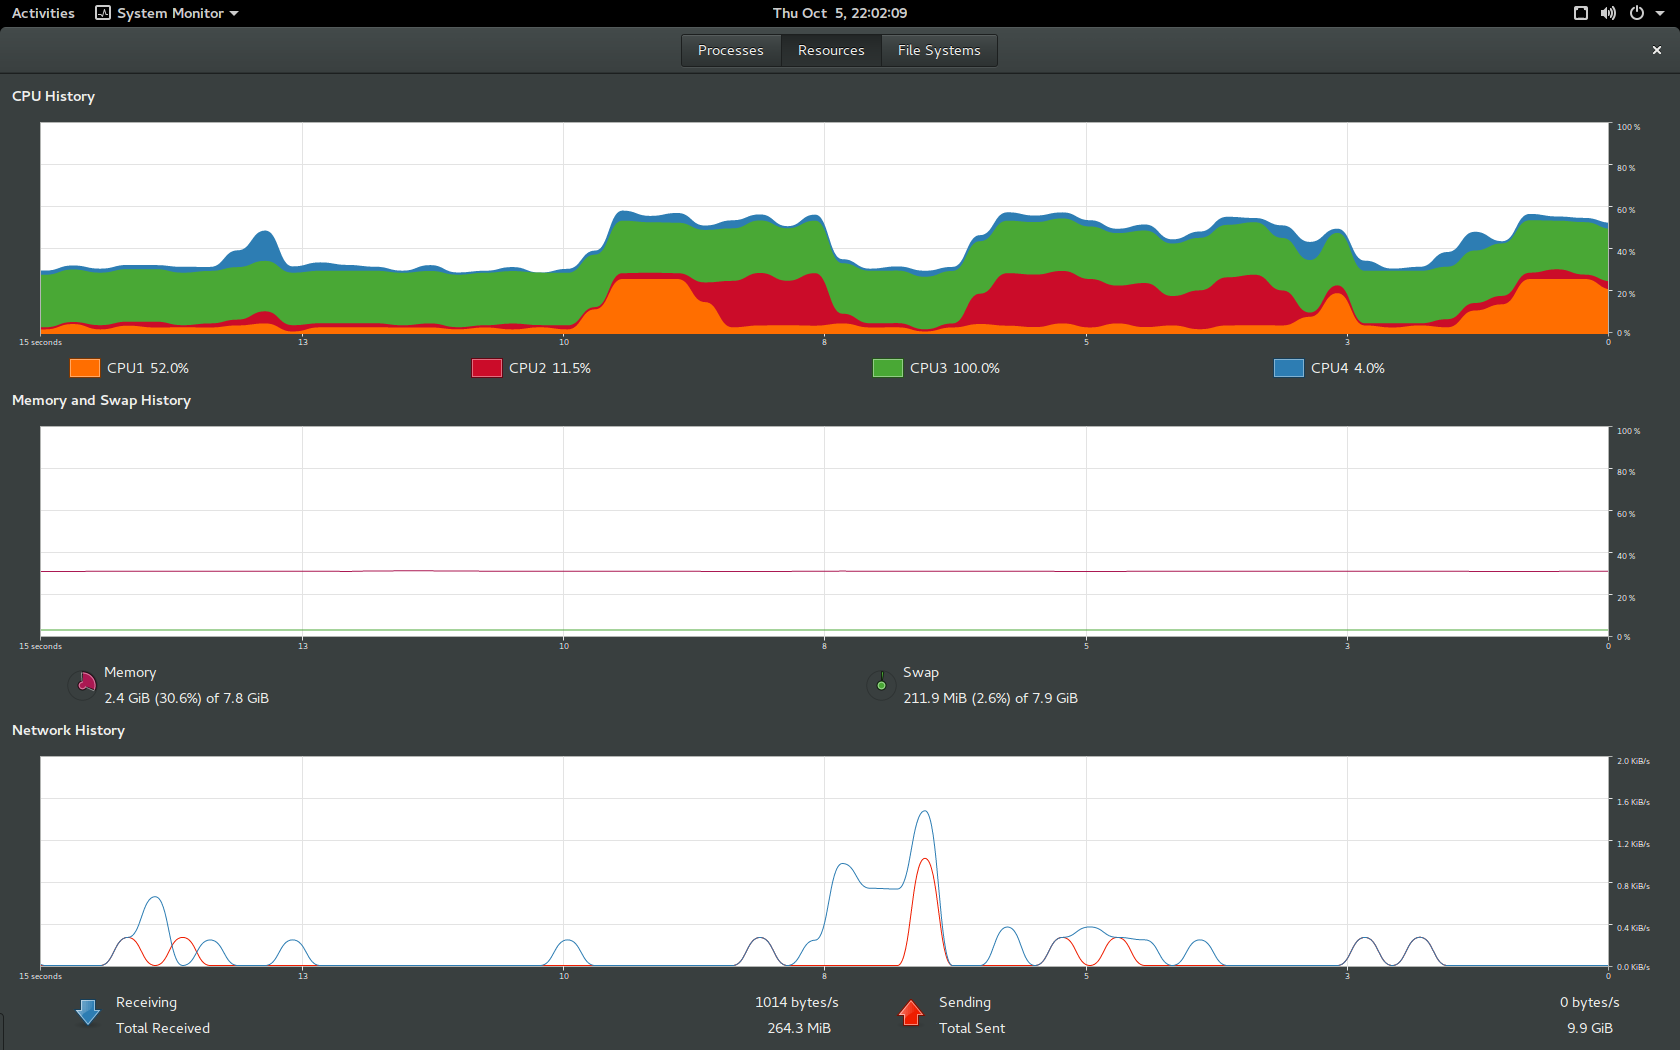 Activities System Monitor Thu Oct 5, 22:02:09
Processes Resources File Systems
CPU History
100 %
80 %
60 %
40 %
20 %
0 %
15 seconds 13 10 8 5 3 0
CPU1 52.0% CPU2 11.5% CPU3 100.0% CPU4 4.0%
Memory and Swap History
100 %
80 %
60 %
40 %
20 %
0 %
15 seconds 13 10 8 5 3 0
Memory Swap
2.4 GiB (30.6%) of 7.8 GiB 211.9 MiB (2.6%) of 7.9 GiB
Network History
2.0 KiB/s
1.6 KiB/s
1.2 KiB/s
0.8 KiB/s
0.4 KiB/s
0.0 KiB/s
15 seconds 13 10 8 5 3 0
Receiving 1014 bytes/s Sending 0 bytes/s
Total Received 264.3 MiB Total Sent 9.9 GiB